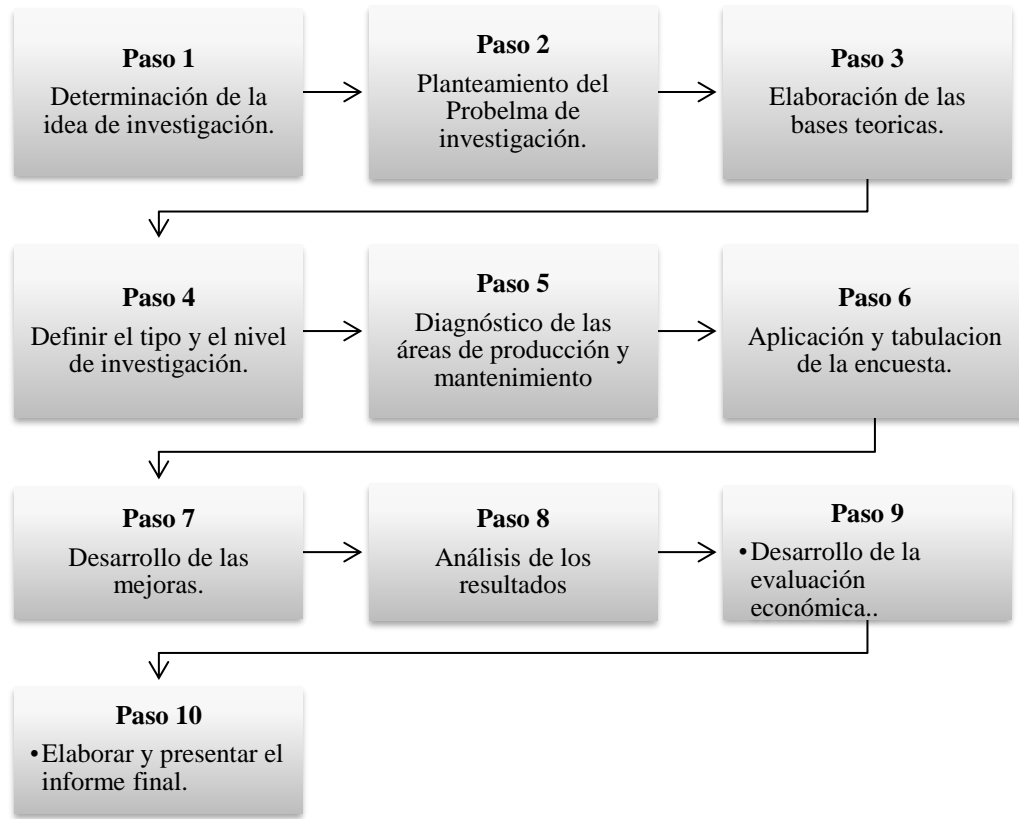 Paso 1
Determinación de la
idea de investigación.
Paso 2
Planteamiento del
Probelma de
investigación.
Paso 3
Elaboración de las
bases teoricas.
Paso 4
Definir el tipo y el nivel
de investigación.
Paso 5
Diagnóstico de las
áreas de producción y
mantenimiento
Paso 6
Aplicación y tabulacion
de la encuesta.
Paso 7
Desarrollo de las
mejoras.
Paso 8
Análisis de los
resultados
Paso 9
•Desarrollo de la
evaluación
económica..
Paso 10
•Elaborar y presentar el
informe final.